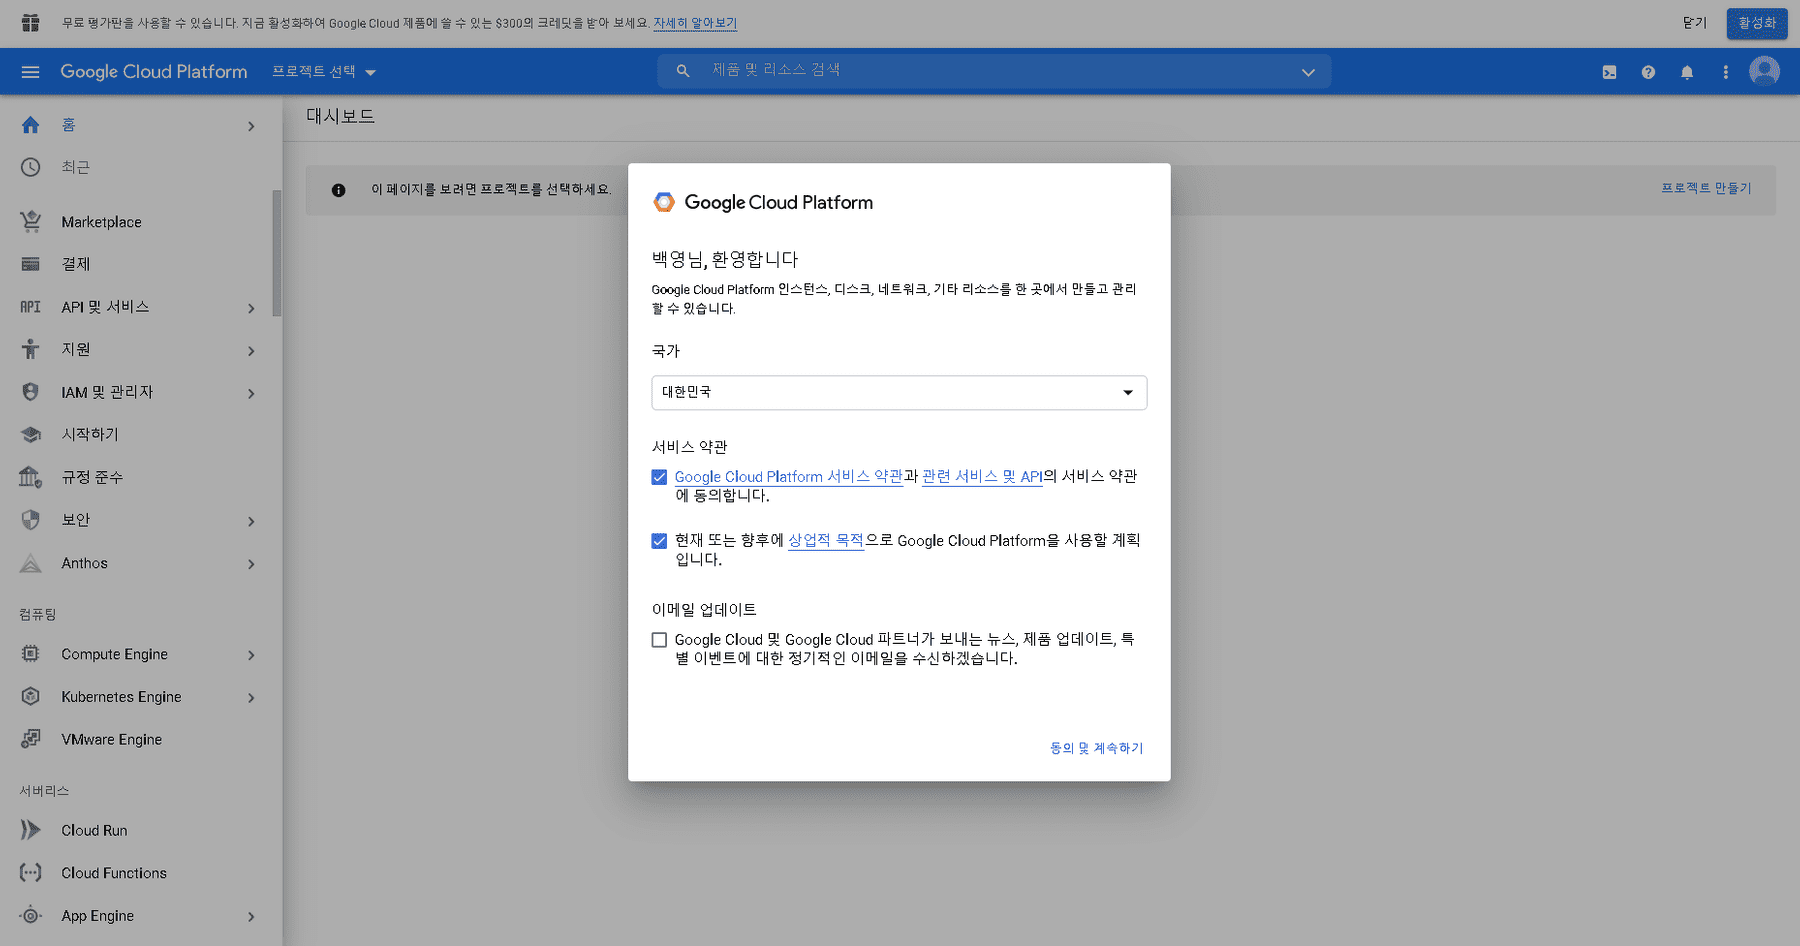 무료 평가판을 사용할 수 있습니다. 지금 활성화하여 Google Cloud 제품에 쓸 수 있는 $300의 크레딧을 받아 보세요. 자세히 알아보기
닫기
활성화
Google Cloud Platform
프로젝트 선택
제품 및 리소스 검색
홈
최근
Marketplace
결제
API API 및 서비스
지원
IAM 및 관리자
시작하기
규정 준수
보안
Anthos
컴퓨팅
Compute Engine
Kubernetes Engine
VMware Engine
서버리스
Cloud Run
Cloud Functions
App Engine
대시보드
이 페이지를 보려면 프로젝트를 선택하세요.
프로젝트 만들기
Google Cloud Platform
백영님, 환영합니다
Google Cloud Platform 인스턴스, 디스크, 네트워크, 기타 리소스를 한 곳에서 만들고 관리
할 수 있습니다.
국가
대한민국
서비스 약관
Google Cloud Platform 서비스 약관과 관련 서비스 및 API의 서비스 약관
에 동의합니다.
현재 또는 향후에 상업적 목적으로 Google Cloud Platform을 사용할 계획
입니다.
이메일 업데이트
Google Cloud 및 Google Cloud 파트너가 보내는 뉴스, 제품 업데이트, 특
별 이벤트에 대한 정기적인 이메일을 수신하겠습니다.
동의 및 계속하기